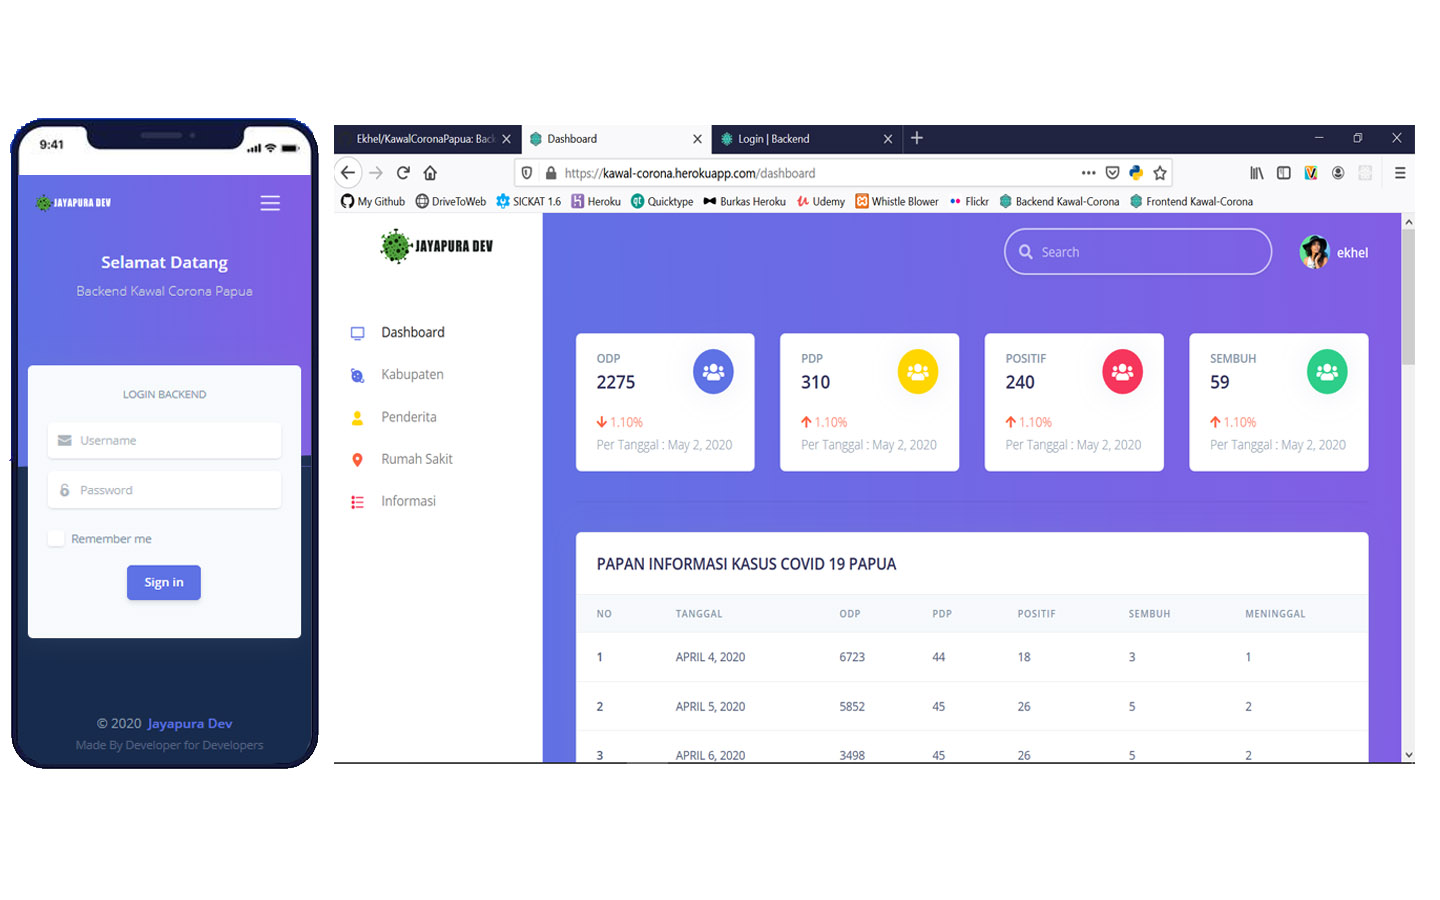 9:41
JAYAPURA DEV
Selamat Datang
Backend Kawal Corona Papua
LOGIN BACKEND
Username
Password
Remember me
Sign in
© 2020 Jayapura Dev
Made By Developer for Developers
Ekhel/KawalCoronaPapua: Back
Dashboard
Login | Backend
https://kawal-corona.herokuapp.com/dashboard
My Github DriveToWeb SICKAT 1.6 Heroku Quicktype Burkas Heroku Udemy Whistle Blower Flickr Backend Kawal-Corona Frontend Kawal-Corona
JAYAPURA DEV
Search
ekhel
Dashboard
Kabupaten
Penderita
Rumah Sakit
Informasi
ODP
2275
1.10%
Per Tanggal : May 2, 2020
PDP
310
1.10%
Per Tanggal : May 2, 2020
POSITIF
240
1.10%
Per Tanggal : May 2, 2020
SEMBUH
59
1.10%
Per Tanggal : May 2, 2020
PAPAN INFORMASI KASUS COVID 19 PAPUA
NO TANGGAL ODP PDP POSITIF SEMBUH MENINGGAL
1 APRIL 4, 2020 6723 44 18 3 1
2 APRIL 5, 2020 5852 45 26 5 2
3 APRIL 6, 2020 3498 45 26 5 2